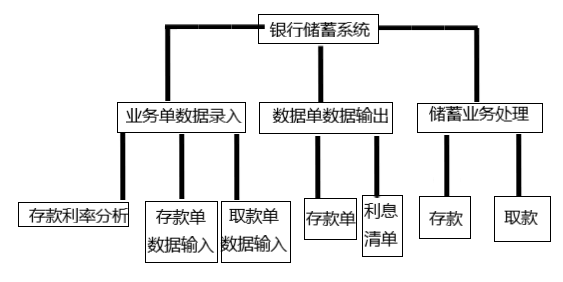 银行储蓄系统
业务单数据录入
数据单数据输出
储蓄业务处理
存款利率分析
存款单
数据输入
取款单
数据输入
存款单
利息
清单
存款
取款